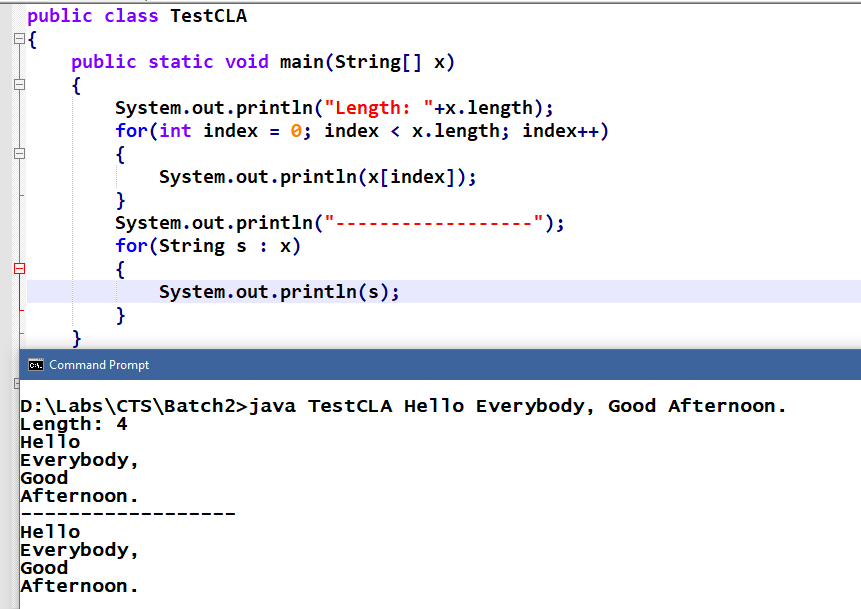 public class TestCLA
{
    public static void main(String[] x)
    {
        System.out.println("Length: "+x.length);
        for(int index = 0; index < x.length; index++)
        {
            System.out.println(x[index]);
        }
        System.out.println("------------------");
        for(String s : x)
        {
            System.out.println(s);
        }
    }
C:\. Command Prompt
D:\Labs\CTS\Batch2>java TestCLA Hello Everybody, Good Afternoon.
Length: 4
Hello
Everybody,
Good
Afternoon.
------------------
Hello
Everybody,
Good
Afternoon.